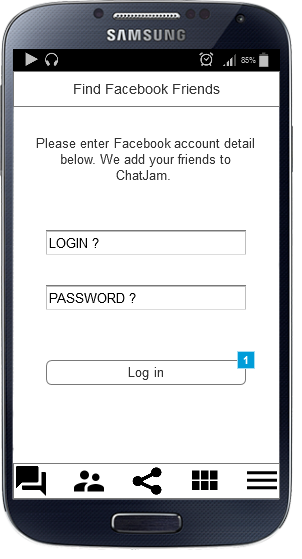 SAMSUNG
85%
Find Facebook Friends
Please enter Facebook account detail
below. We add your friends to
ChatJam.
LOGIN ?
PASSWORD ?
1
Log in